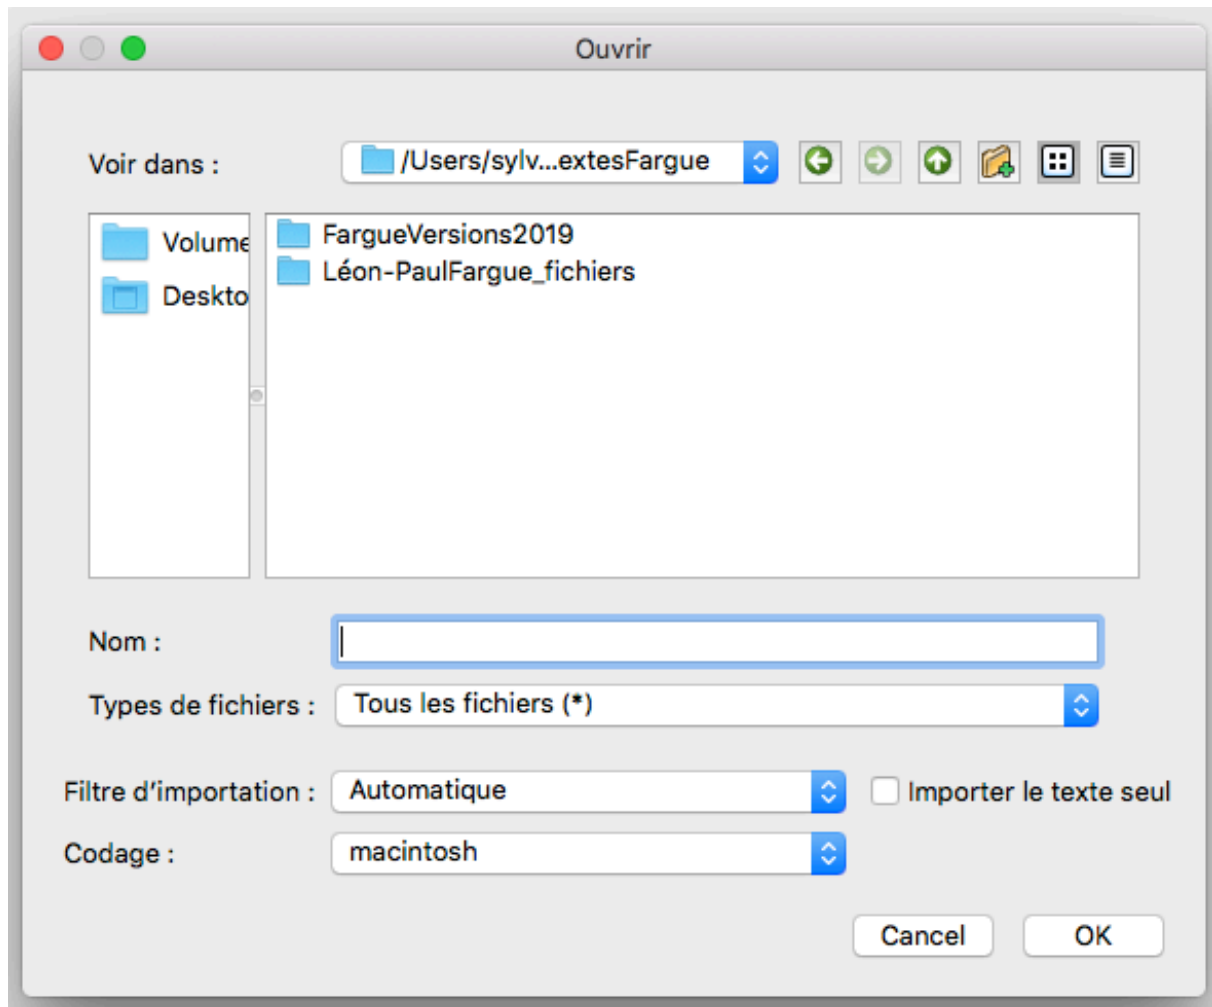 Ouvrir
Voir dans :
/Users/sylv...extesFargue
Volume
Deskto
FargueVersions2019
Léon-PaulFargue_fichiers
Nom :
Types de fichiers :
Tous les fichiers (*)
Filtre d’importation :
Automatique
Importer le texte seul
Codage :
macintosh
Cancel
OK